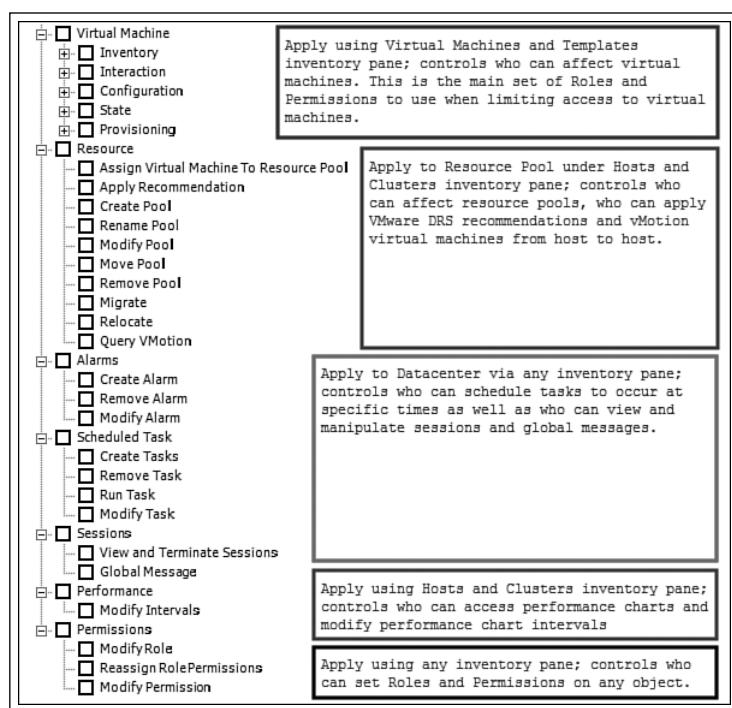 Virtual Machine
Inventory
Interaction
Configuration
State
Provisioning
Apply using Virtual Machines and Templates
inventory pane; controls who can affect virtual
machines. This is the main set of Roles and
Permissions to use when limiting access to virtual
machines.
Resource
Assign Virtual Machine To Resource Pool
Apply Recommendation
Create Pool
Rename Pool
Modify Pool
Move Pool
Remove Pool
Migrate
Relocate
Query VMotion
Apply to Resource Pool under Hosts and
Clusters inventory pane; controls who
can affect resource pools, who can apply
VMware DRS recommendations and vMotion
virtual machines from host to host.
Alarms
Create Alarm
Remove Alarm
Modify Alarm
Scheduled Task
Create Tasks
Remove Task
Run Task
Modify Task
Sessions
View and Terminate Sessions
Global Message
Apply to Datacenter via any inventory pane;
controls who can schedule tasks to occur at
specific times as well as who can view and
manipulate sessions and global messages.
Performance
Modify Intervals
Apply using Hosts and Clusters inventory pane;
controls who can access performance charts and
modify performance chart intervals
Permissions
Modify Role
Reassign RolePermissions
Modify Permission
Apply using any inventory pane; controls who
can set Roles and Permissions on any object.